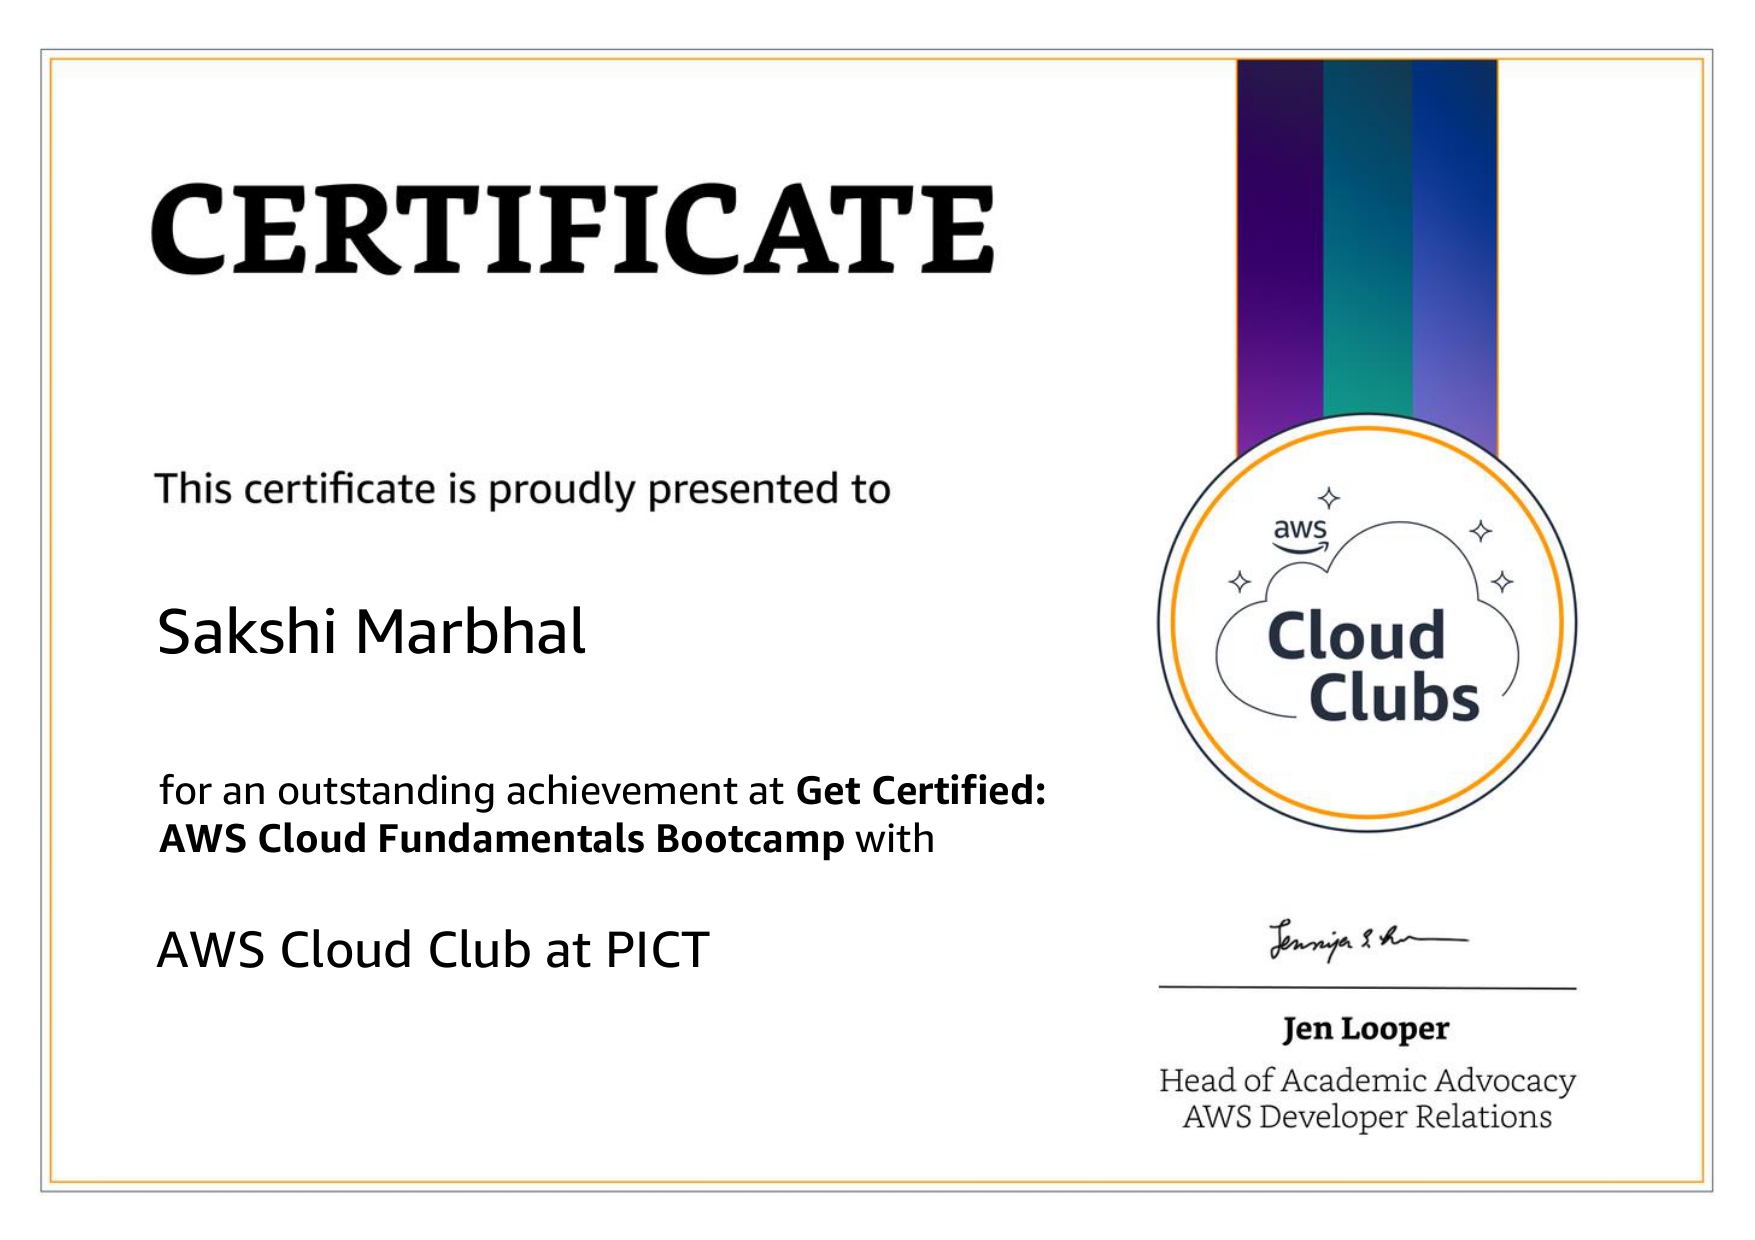 CERTIFICATE
This certificate is proudly presented to
Sakshi Marbhal
for an outstanding achievement at Get Certified:
AWS Cloud Fundamentals Bootcamp with
AWS Cloud Club at PICT
aws
Cloud
Clubs
Jen Looper
Head of Academic Advocacy
AWS Developer Relations